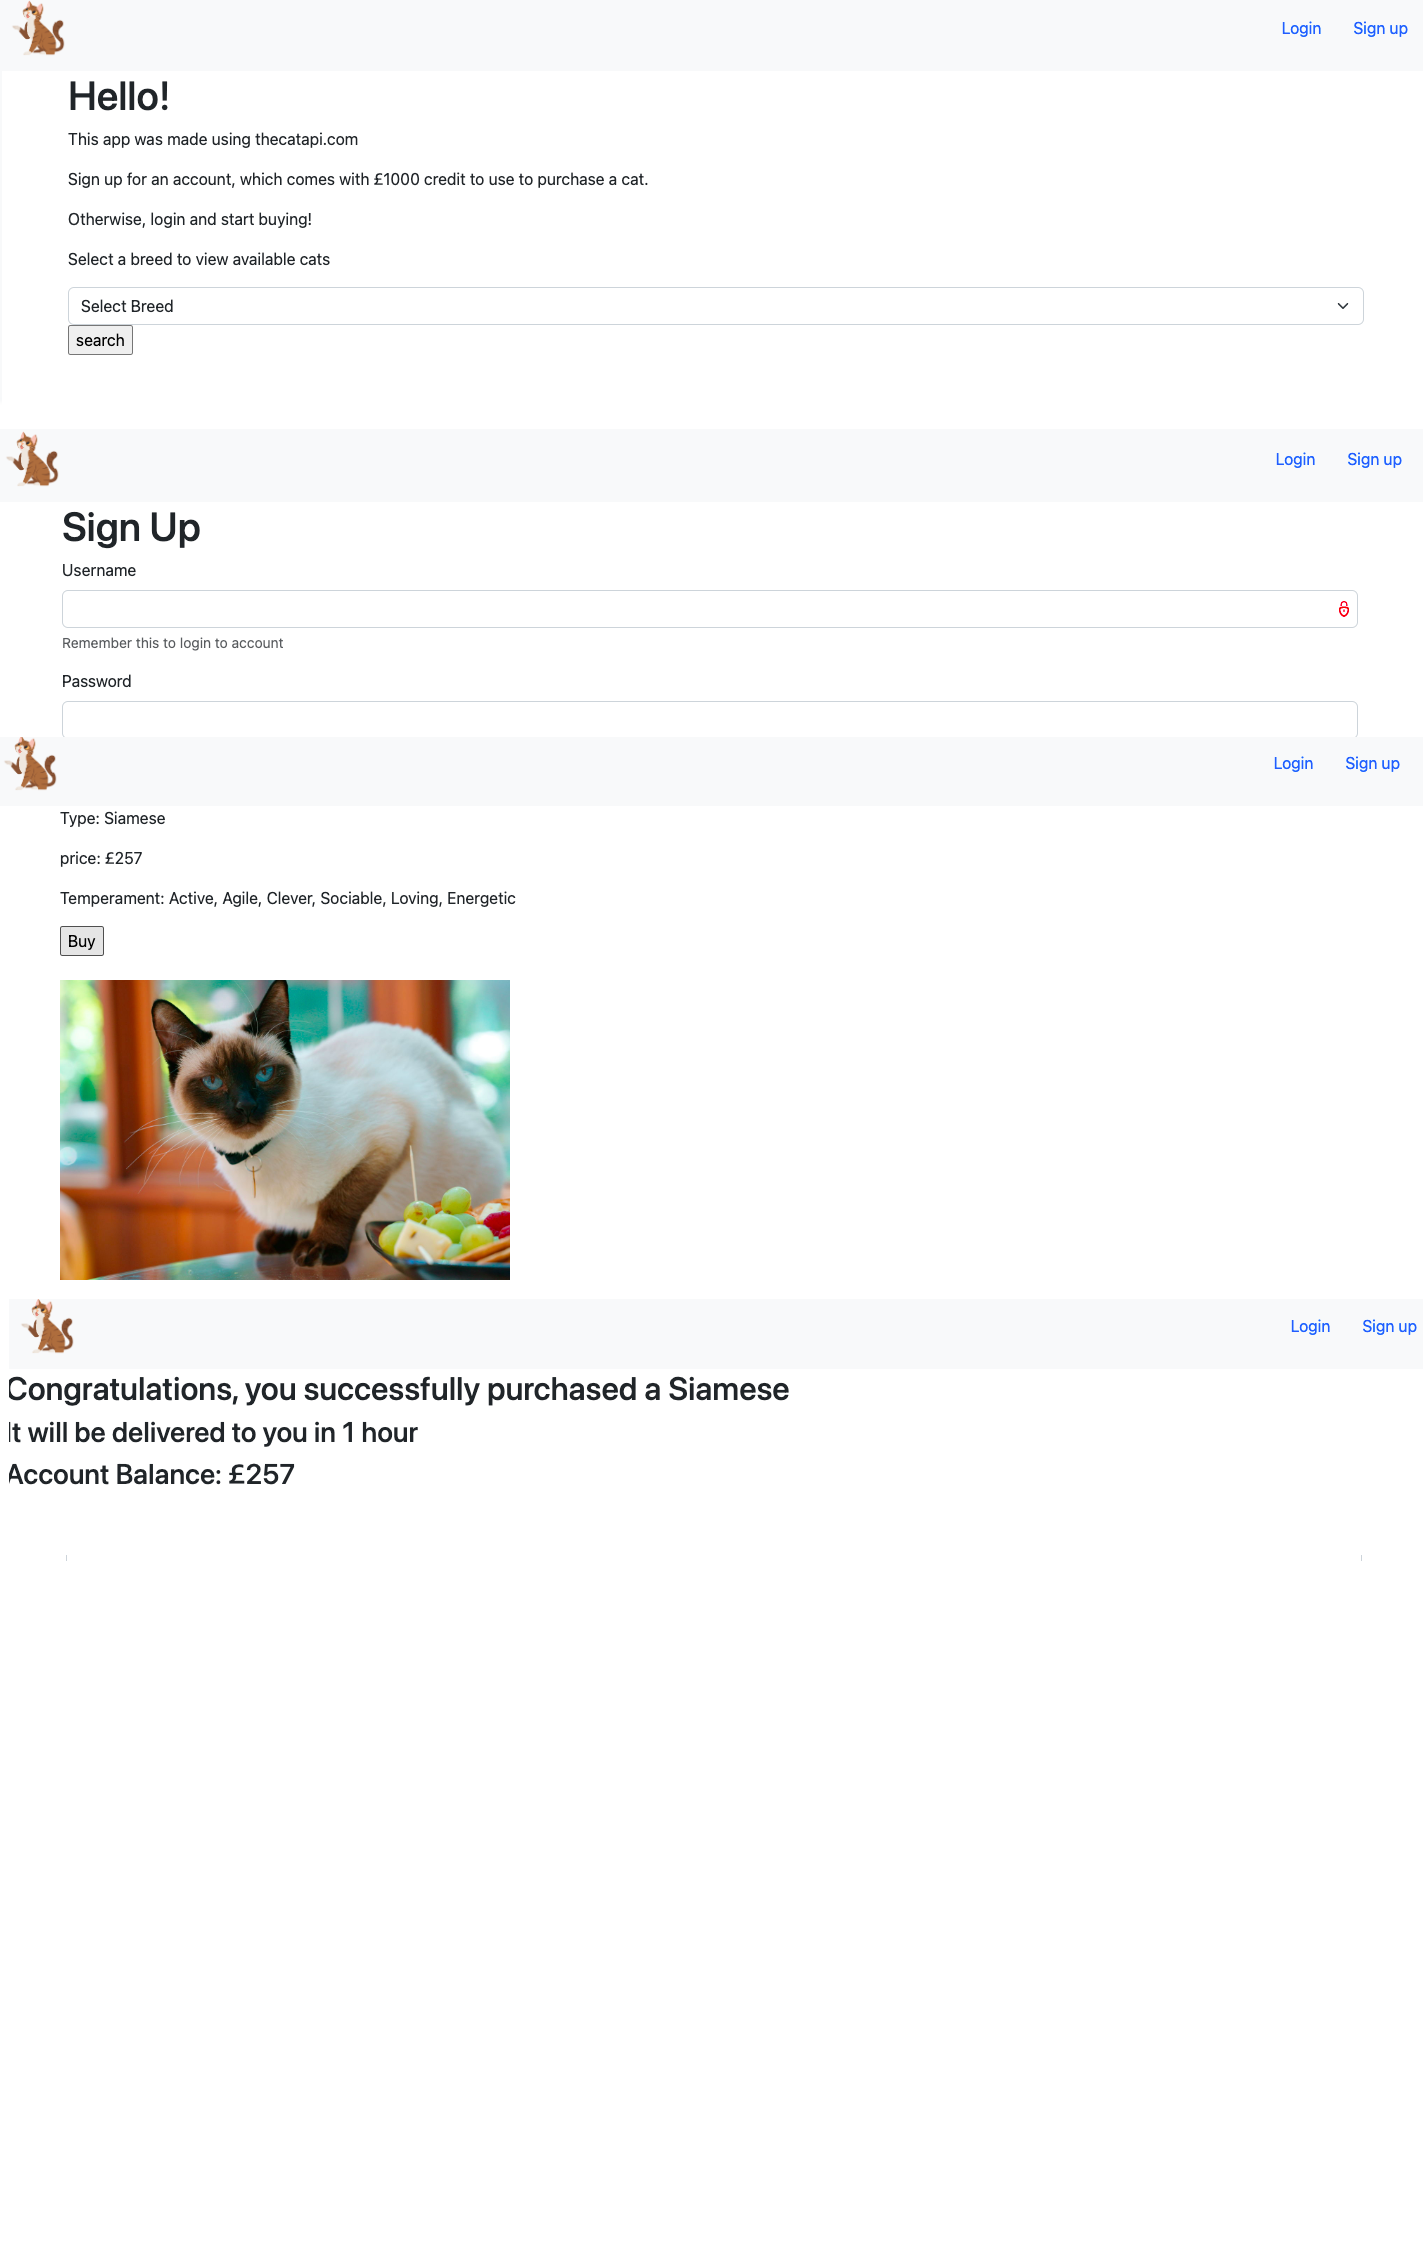 Login Sign up
Hello!
This app was made using thecatapi.com
Sign up for an account, which comes with £1000 credit to use to purchase a cat.
Otherwise, login and start buying!
Select a breed to view available cats
Select Breed
search
Login Sign up
Sign Up
Username
Remember this to login to account
Password
Login Sign up
Type: Siamese
price: £257
Temperament: Active, Agile, Clever, Sociable, Loving, Energetic
Buy
Login Sign up
Congratulations, you successfully purchased a Siamese
It will be delivered to you in 1 hour
Account Balance: £257